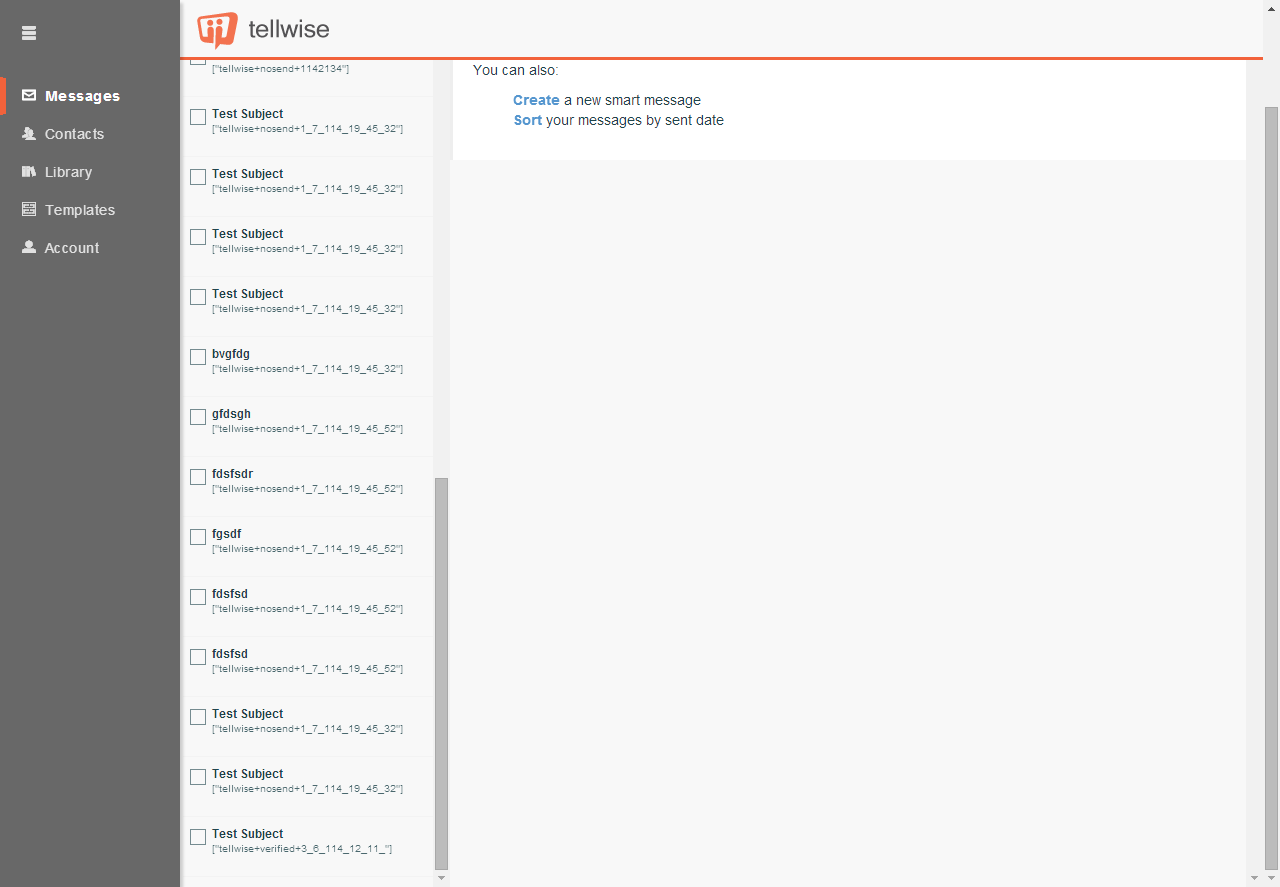 tellwise
Messages
Contacts
Library
Templates
Account
["tellwise+nosend+1142134"]
Test Subject
["tellwise+nosend+1_7_114_19_45_32"]
Test Subject
["tellwise+nosend+1_7_114_19_45_32"]
Test Subject
["tellwise+nosend+1_7_114_19_45_32"]
Test Subject
["tellwise+nosend+1_7_114_19_45_32"]
bvgfdg
["tellwise+nosend+1_7_114_19_45_32"]
gfdsgh
["tellwise+nosend+1_7_114_19_45_52"]
fdsfsdr
["tellwise+nosend+1_7_114_19_45_52"]
fgsdf
["tellwise+nosend+1_7_114_19_45_52"]
fdsfsd
["tellwise+nosend+1_7_114_19_45_52"]
fdsfsd
["tellwise+nosend+1_7_114_19_45_52"]
Test Subject
["tellwise+nosend+1_7_114_19_45_32"]
Test Subject
["tellwise+nosend+1_7_114_19_45_32"]
Test Subject
["tellwise+verified+3_6_114_12_11_"]
You can also:
Create a new smart message
Sort your messages by sent date